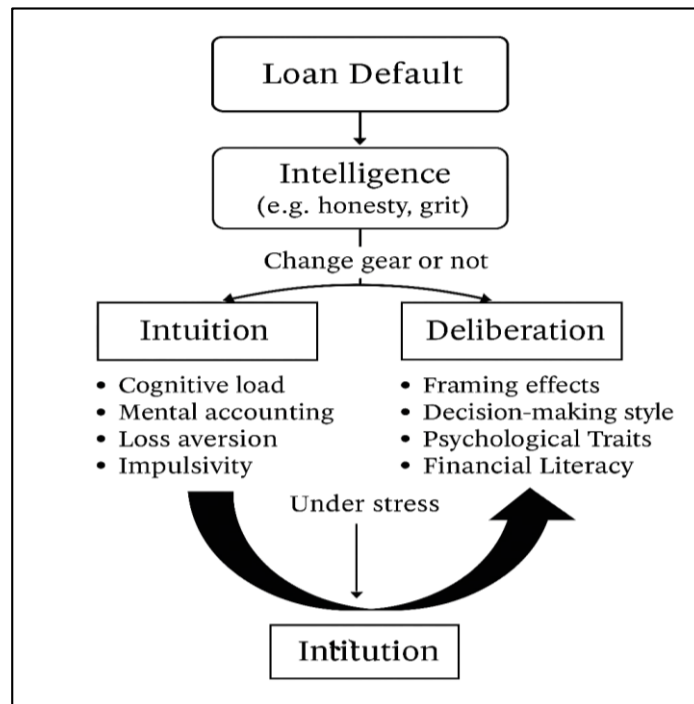 Loan Default
Intelligence
(e.g. honesty, grit)
Change gear or not
Intuition
• Cognitive load
• Mental accounting
• Loss aversion
• Impulsivity
Deliberation
• Framing effects
• Decision-making style
• Psychological Traits
• Financial Literacy
Under stress
Intitution